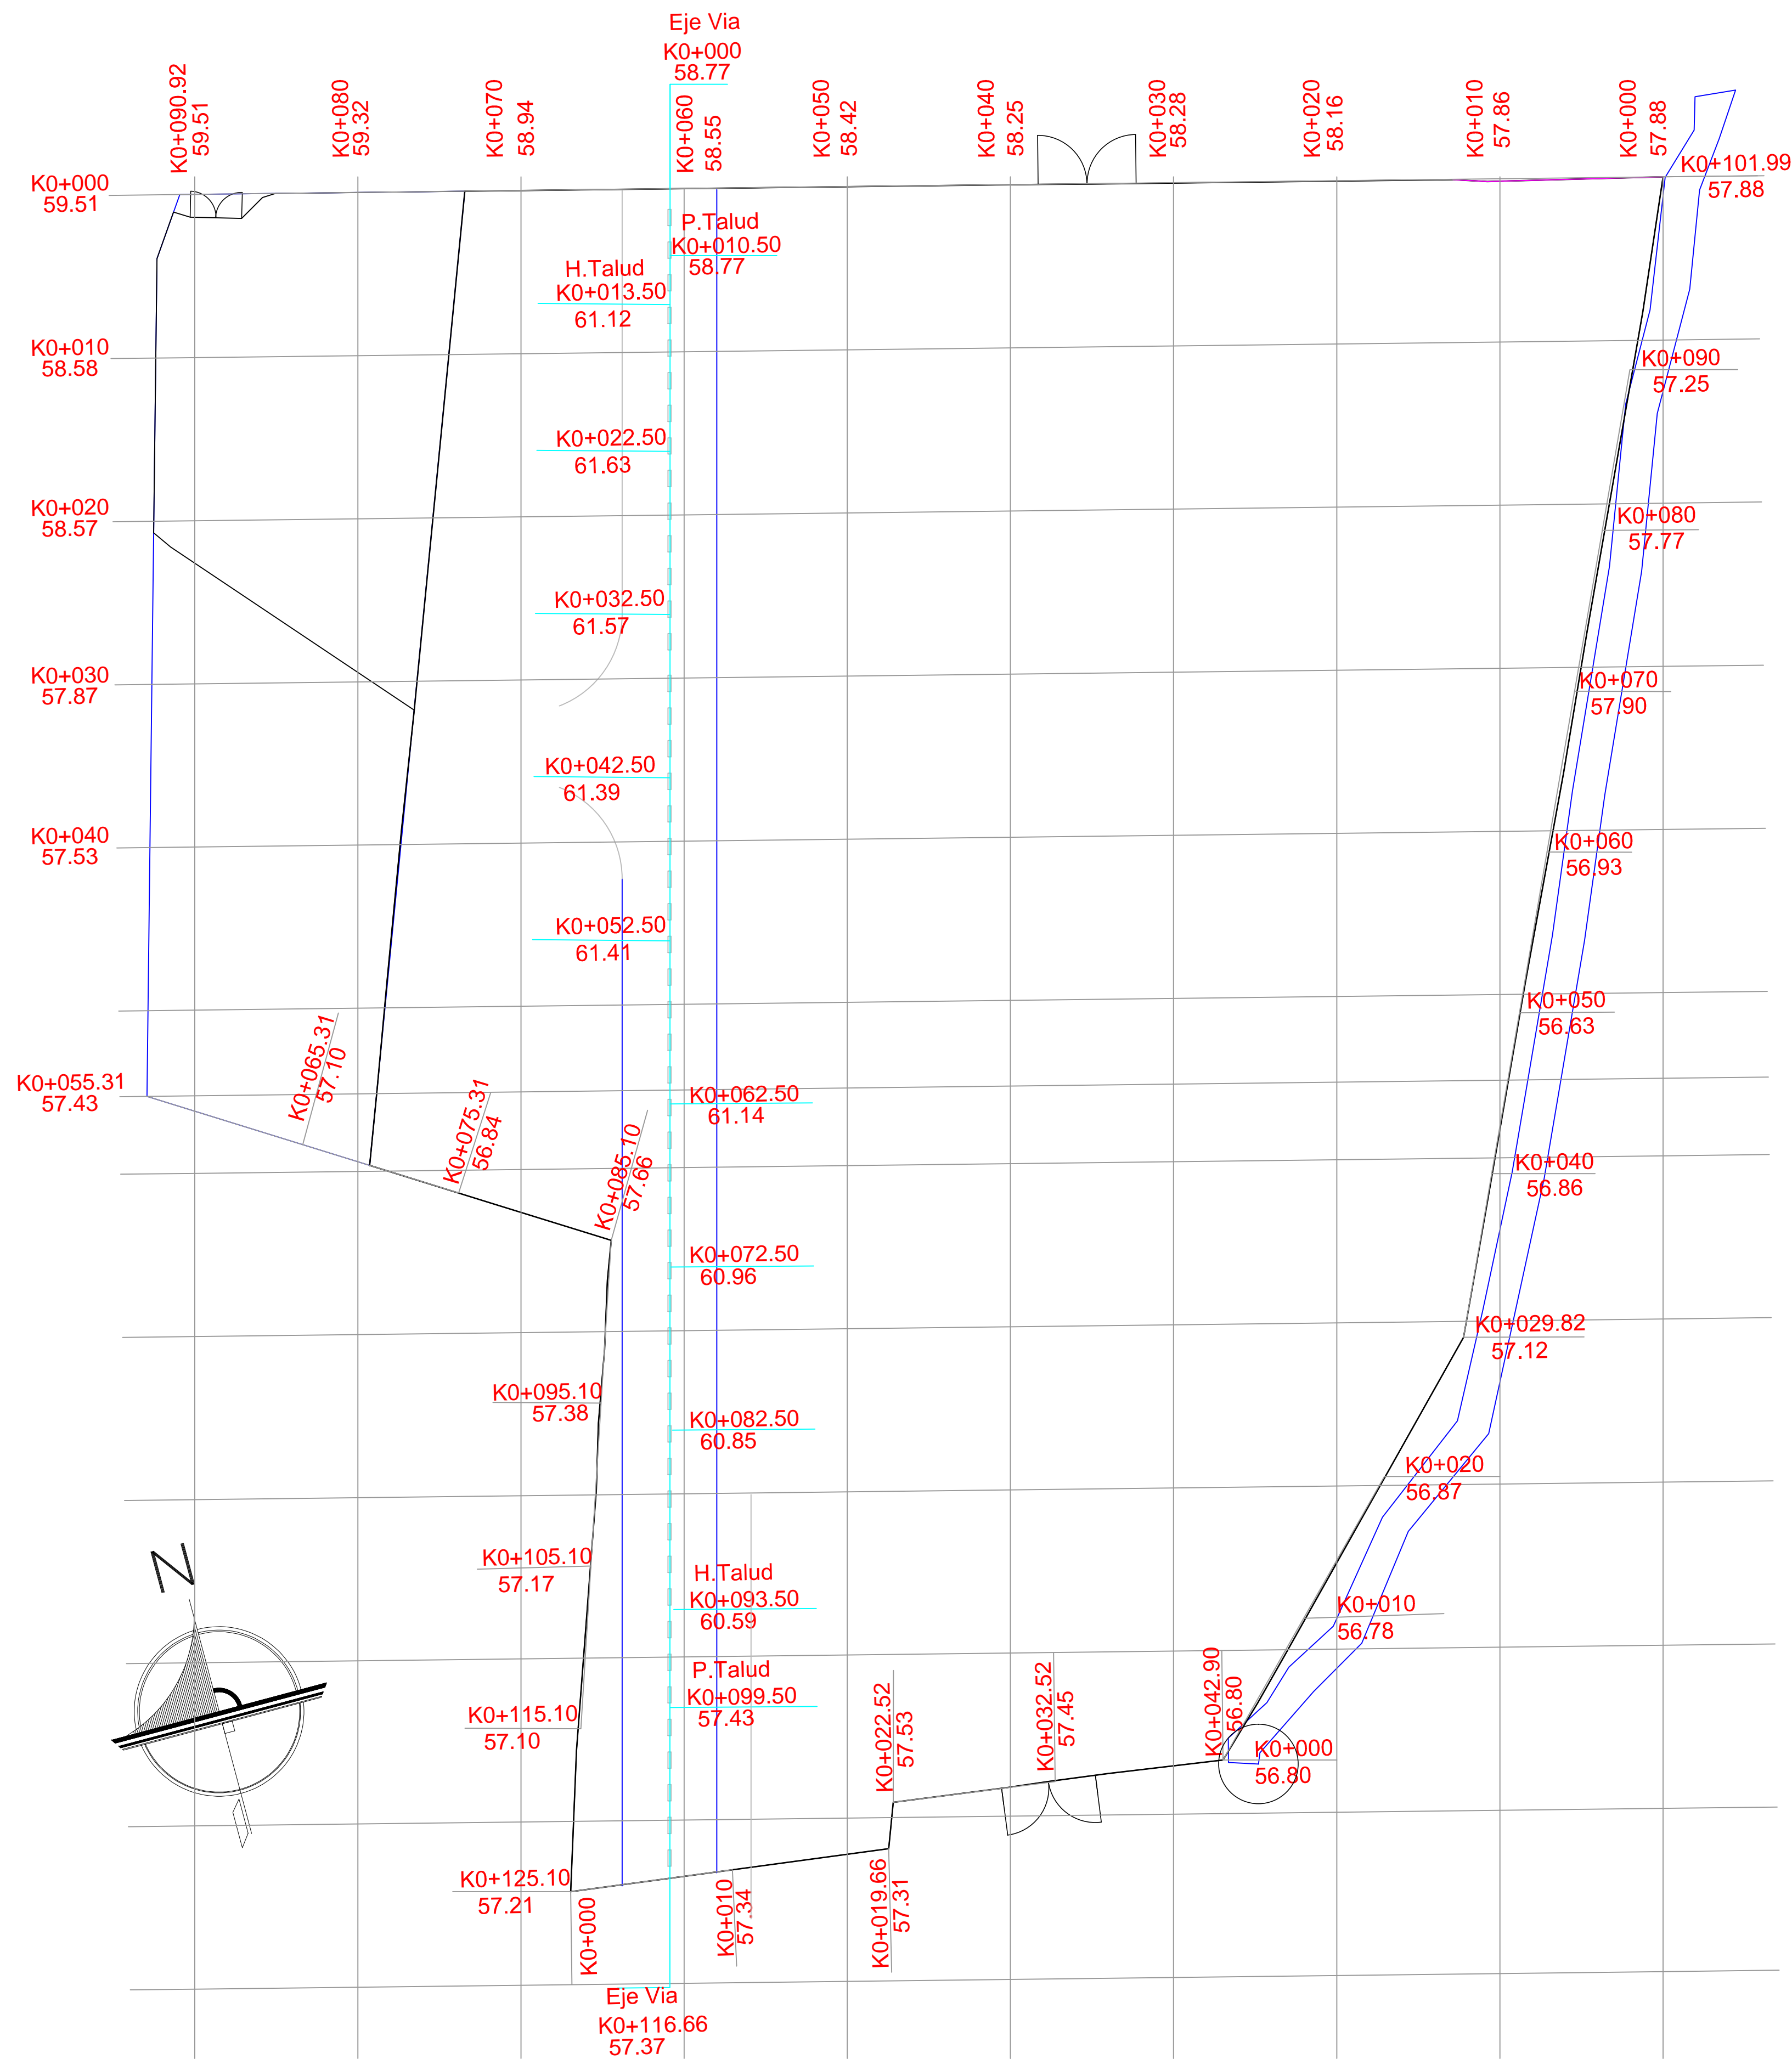 Eje Via
K0+000
58.77
K0+090.92
59.51
K0+080
59.32
K0+070
58.94
K0+060
58.55
K0+050
58.42
K0+040
58.25
K0+030
58.28
K0+020
58.16
K0+010
57.86
K0+000
57.88
K0+101.99
57.88
K0+000
59.51
P.Talud
K0+010.50
58.77
H.Talud
K0+013.50
61.12
K0+010
58.58
K0+090
57.25
K0+022.50
61.63
K0+020
58.57
K0+080
57.77
K0+032.50
61.57
K0+030
57.87
K0+070
57.90
K0+042.50
61.39
K0+040
57.53
K0+060
56.93
K0+052.50
61.41
K0+050
56.63
K0+055.31
57.43
K0+065.31
57.10
K0+075.31
56.84
K0+085.10
57.66
K0+062.50
61.14
K0+040
56.86
K0+072.50
60.96
K0+029.82
57.12
K0+095.10
57.38
K0+082.50
60.85
K0+020
56.87
N
K0+105.10
57.17
H.Talud
K0+093.50
60.59
K0+010
56.78
P.Talud
K0+099.50
57.43
K0+115.10
57.10
K0+022.52
57.53
K0+032.52
57.45
K0+042.90
56.80
K0+000
56.80
K0+125.10
57.21
K0+000
K0+010
57.34
K0+019.66
57.31
Eje Via
K0+116.66
57.37